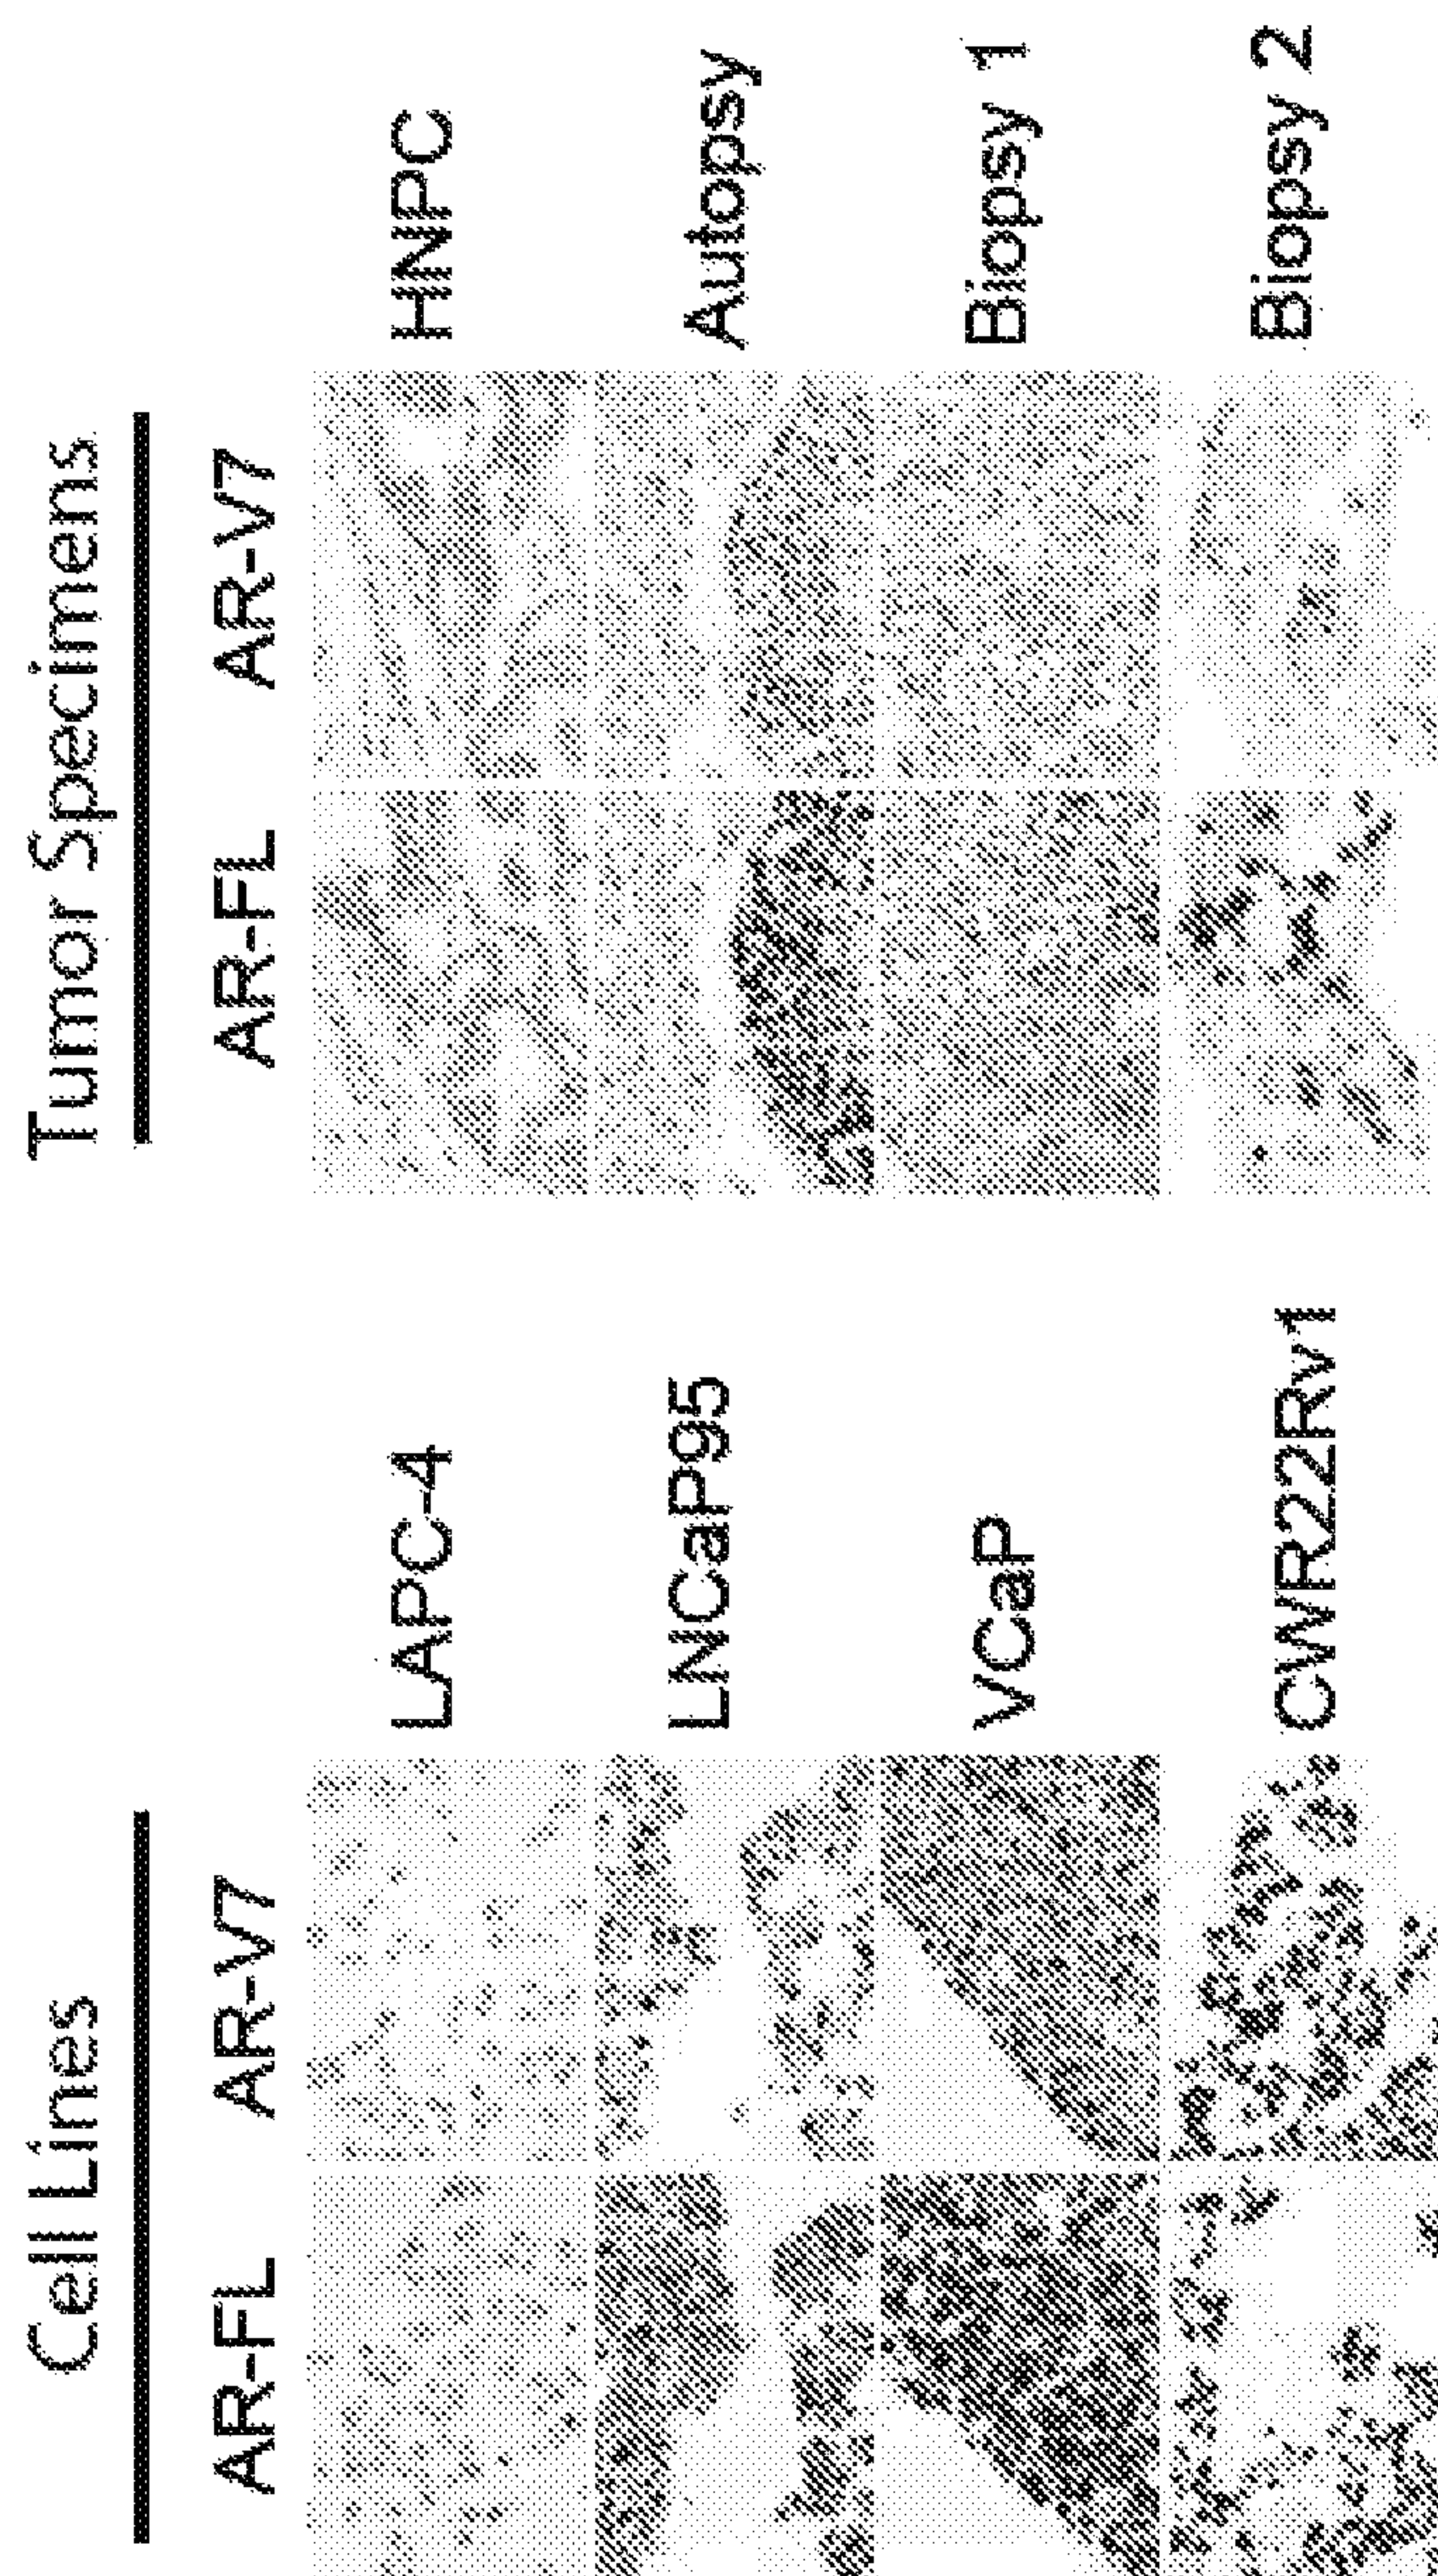 Cell Lines
AR-FL AR-V7
LAPC-4
LNCaP95
VCaP
CWR22Rv1
Tumor Specimens
AR-FL AR-V7
HNPC
Autopsy
Biopsy 1
Biopsy 2